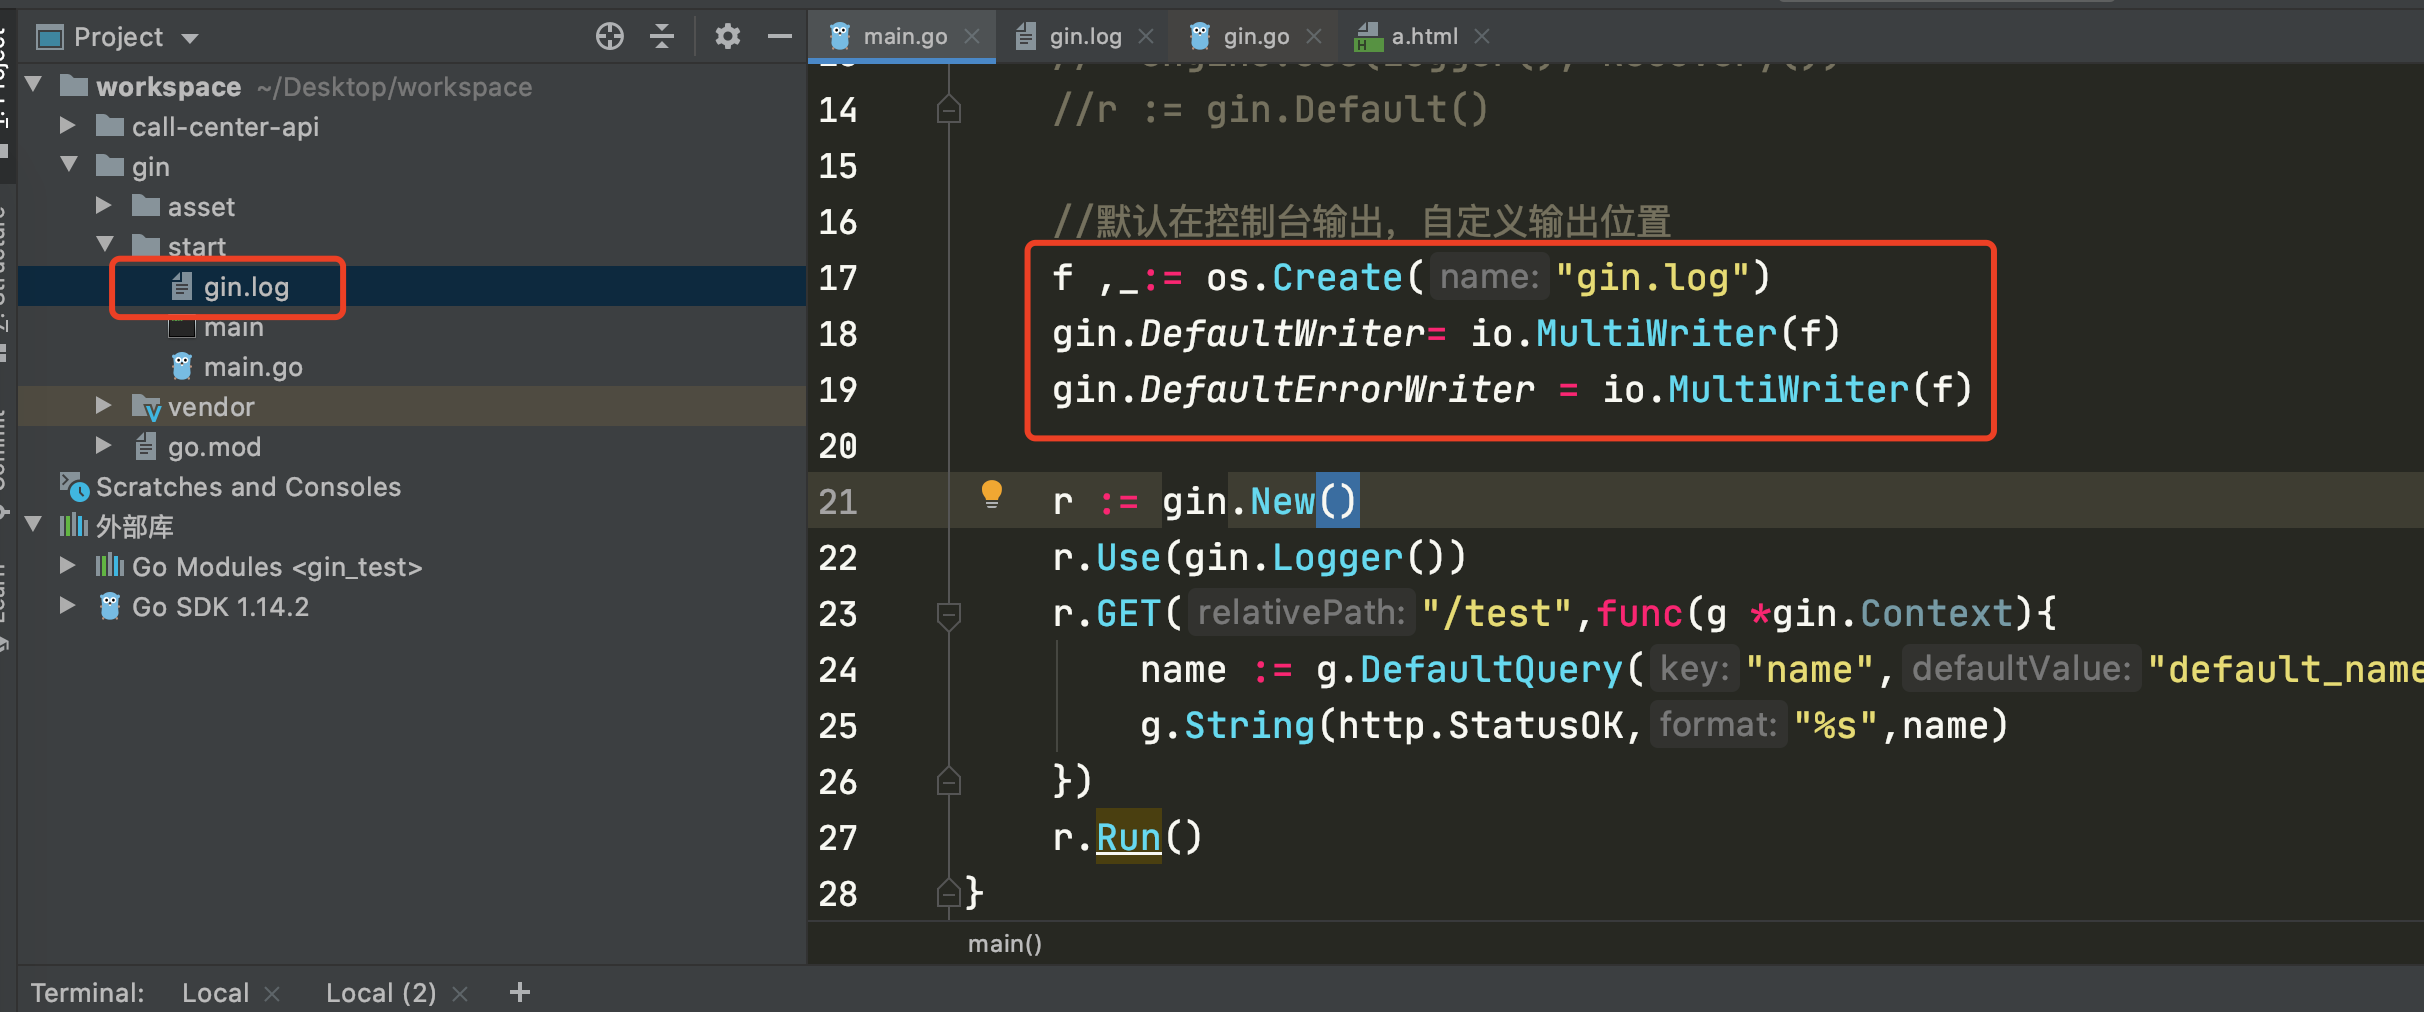 Project
main.go
gin.log
gin.go
a.html
1: Project
workspace ~/Desktop/workspace
call-center-api
gin
asset
start
gin.log
main
main.go
vendor
go.mod
Scratches and Consoles
外部库
Go Modules <gin_test>
Go SDK 1.14.2
14 //r := gin.Default()
15
16 //默认在控制台输出，自定义输出位置
17 f ,_:= os.Create( name: "gin.log")
18 gin.DefaultWriter= io.MultiWriter(f)
19 gin.DefaultErrorWriter = io.MultiWriter(f)
20
21 r := gin.New()
22 r.Use(gin.Logger())
23 r.GET( relativePath: "/test",func(g *gin.Context){
24 name := g.DefaultQuery( key: "name", defaultValue: "default_name
25 g.String(http.StatusOK, format: "%s",name)
26 })
27 r.Run()
28 }
main()
Terminal: Local Local (2) +